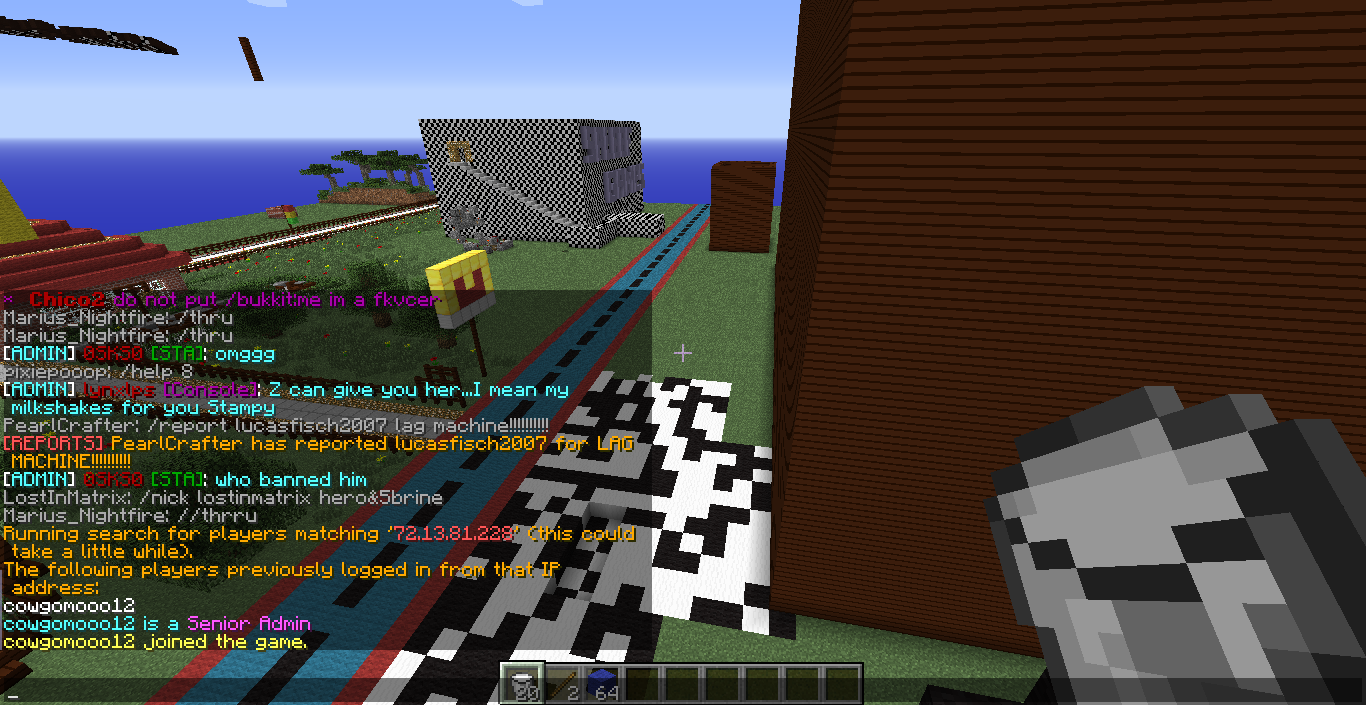 * Chico2 do not put /bukkit:me im a fkvcer
Marius_Nightfire: /thru
Marius_Nightfire: /thru
[ADMIN] 0SKS0 [STA]: omggg
pixiepooop: /help 8
[ADMIN] lynxlps [Console]: Z can give you her...I mean my
milkshakes for you Stampy
PearlCrafter: /report lucasfisch2007 lag machine!!!!!!!!!
[REPORTS] PearlCrafter has reported lucasfisch2007 for LAG
MACHINE!!!!!!!!!
[ADMIN] 0SKS0 [STA]: who banned him
LostInMatrix: /nick lostinmatrix hero&5brine
Marius_Nightfire: //thrru
Running search for players matching '72.13.81.229' (this could
take a little while).
The following players previously logged in from that IP
address:
cowgomooo12
cowgomooo12 is a Senior Admin
cowgomooo12 joined the game.
_
20 2 64